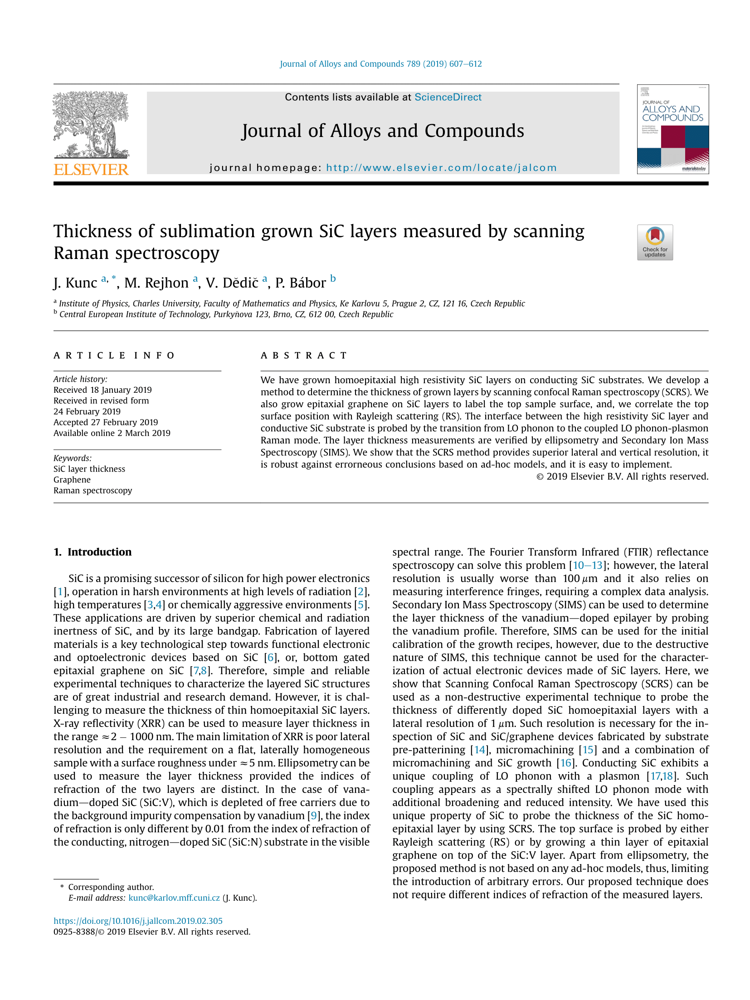 Journal of Alloys and Compounds 789 (2019) 607–612
NON SOLUS
ELSEVIER
Contents lists available at ScienceDirect
Journal of Alloys and Compounds
journal homepage: http://www.elsevier.com/locate/jalcom
JOURNAL OF
ALLOYS AND
COMPOUNDS
materialstoday
Thickness of sublimation grown SiC layers measured by scanning
Raman spectroscopy
Check for
updates
J. Kunc a, *, M. Rejhon a, V. Dědič a, P. Bábor b
a Institute of Physics, Charles University, Faculty of Mathematics and Physics, Ke Karlovu 5, Prague 2, CZ, 121 16, Czech Republic
b Central European Institute of Technology, Purkyňova 123, Brno, CZ, 612 00, Czech Republic
ARTICLE INFO
Article history:
Received 18 January 2019
Received in revised form
24 February 2019
Accepted 27 February 2019
Available online 2 March 2019
Keywords:
SiC layer thickness
Graphene
Raman spectroscopy
ABSTRACT
We have grown homoepitaxial high resistivity SiC layers on conducting SiC substrates. We develop a
method to determine the thickness of grown layers by scanning confocal Raman spectroscopy (SCRS). We
also grow epitaxial graphene on SiC layers to label the top sample surface, and, we correlate the top
surface position with Rayleigh scattering (RS). The interface between the high resistivity SiC layer and
conductive SiC substrate is probed by the transition from LO phonon to the coupled LO phonon-plasmon
Raman mode. The layer thickness measurements are verified by ellipsometry and Secondary Ion Mass
Spectroscopy (SIMS). We show that the SCRS method provides superior lateral and vertical resolution, it
is robust against errorneous conclusions based on ad-hoc models, and it is easy to implement.
© 2019 Elsevier B.V. All rights reserved.
1. Introduction
SiC is a promising successor of silicon for high power electronics
[1], operation in harsh environments at high levels of radiation [2],
high temperatures [3,4] or chemically aggressive environments [5].
These applications are driven by superior chemical and radiation
inertness of SiC, and by its large bandgap. Fabrication of layered
materials is a key technological step towards functional electronic
and optoelectronic devices based on SiC [6], or, bottom gated
epitaxial graphene on SiC [7,8]. Therefore, simple and reliable
experimental techniques to characterize the layered SiC structures
are of great industrial and research demand. However, it is chal-
lenging to measure the thickness of thin homoepitaxial SiC layers.
X-ray reflectivity (XRR) can be used to measure layer thickness in
the range ≈2 − 1000 nm. The main limitation of XRR is poor lateral
resolution and the requirement on a flat, laterally homogeneous
sample with a surface roughness under ≈5 nm. Ellipsometry can be
used to measure the layer thickness provided the indices of
refraction of the two layers are distinct. In the case of vana-
dium—doped SiC (SiC:V), which is depleted of free carriers due to
the background impurity compensation by vanadium [9], the index
of refraction is only different by 0.01 from the index of refraction of
the conducting, nitrogen—doped SiC (SiC:N) substrate in the visible
spectral range. The Fourier Transform Infrared (FTIR) reflectance
spectroscopy can solve this problem [10–13]; however, the lateral
resolution is usually worse than 100 μm and it also relies on
measuring interference fringes, requiring a complex data analysis.
Secondary Ion Mass Spectroscopy (SIMS) can be used to determine
the layer thickness of the vanadium—doped epilayer by probing
the vanadium profile. Therefore, SIMS can be used for the initial
calibration of the growth recipes, however, due to the destructive
nature of SIMS, this technique cannot be used for the character-
ization of actual electronic devices made of SiC layers. Here, we
show that Scanning Confocal Raman Spectroscopy (SCRS) can be
used as a non-destructive experimental technique to probe the
thickness of differently doped SiC homoepitaxial layers with a
lateral resolution of 1 μm. Such resolution is necessary for the in-
spection of SiC and SiC/graphene devices fabricated by substrate
pre-patterining [14], micromachining [15] and a combination of
micromachining and SiC growth [16]. Conducting SiC exhibits a
unique coupling of LO phonon with a plasmon [17,18]. Such
coupling appears as a spectrally shifted LO phonon mode with
additional broadening and reduced intensity. We have used this
unique property of SiC to probe the thickness of the SiC homo-
epitaxial layer by using SCRS. The top surface is probed by either
Rayleigh scattering (RS) or by growing a thin layer of epitaxial
graphene on top of the SiC:V layer. Apart from ellipsometry, the
proposed method is not based on any ad-hoc models, thus, limiting
the introduction of arbitrary errors. Our proposed technique does
not require different indices of refraction of the measured layers.
* Corresponding author.
E-mail address: kunc@karlov.mff.cuni.cz (J. Kunc).
https://doi.org/10.1016/j.jallcom.2019.02.305
0925-8388/© 2019 Elsevier B.V. All rights reserved.